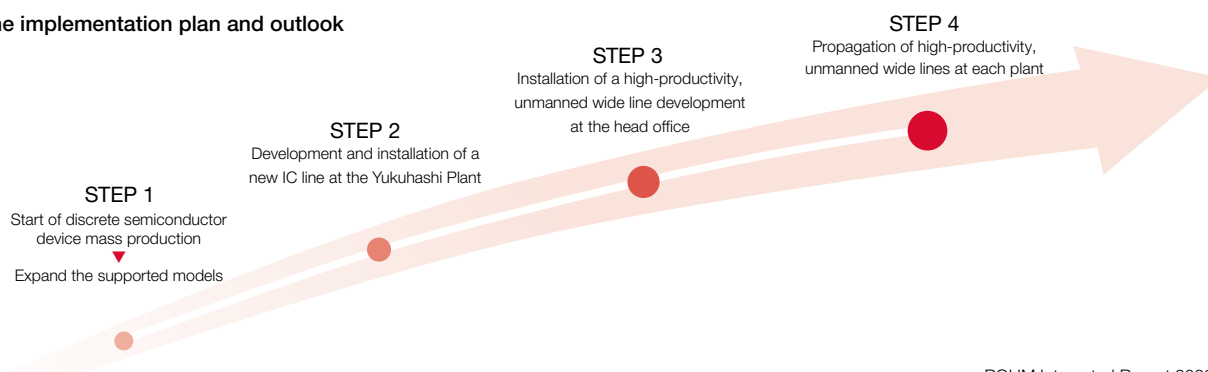 implementation plan and outlook
STEP 1
Start of discrete semiconductor
device mass production
Expand the supported models
STEP 2
Development and installation of a
new IC line at the Yukuhashi Plant
STEP 3
Installation of a high-productivity,
unmanned wide line development
at the head office
STEP 4
Propagation of high-productivity,
unmanned wide lines at each plant